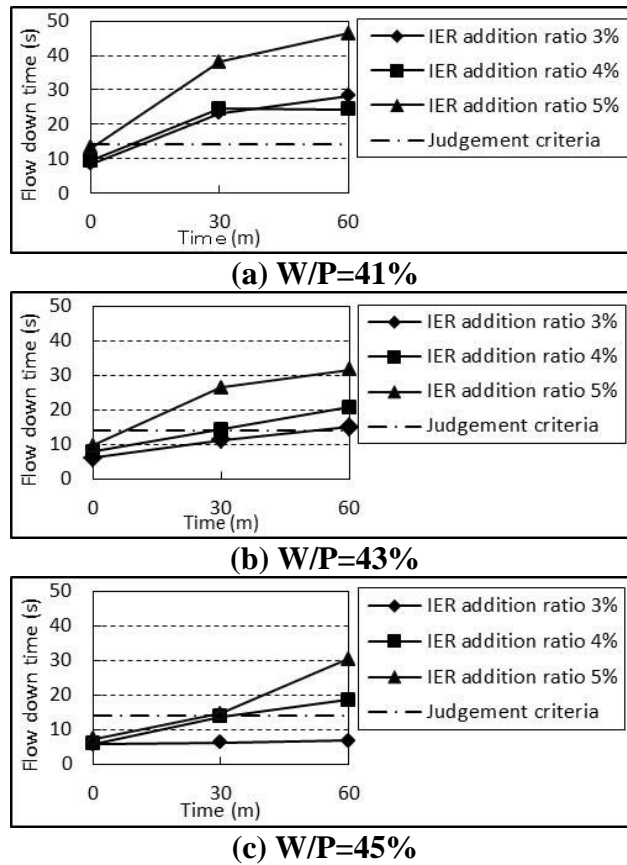 50
40
30
20
10
0
Flow down time (s)
0 30 60
Time (m)
IER addition ratio 3%
IER addition ratio 4%
IER addition ratio 5%
Judgement criteria
(a) W/P=41%
50
40
30
20
10
0
Flow down time (s)
0 30 60
Time (m)
IER addition ratio 3%
IER addition ratio 4%
IER addition ratio 5%
Judgement criteria
(b) W/P=43%
50
40
30
20
10
0
Flow down time (s)
0 30 60
Time (m)
IER addition ratio 3%
IER addition ratio 4%
IER addition ratio 5%
Judgement criteria
(c) W/P=45%